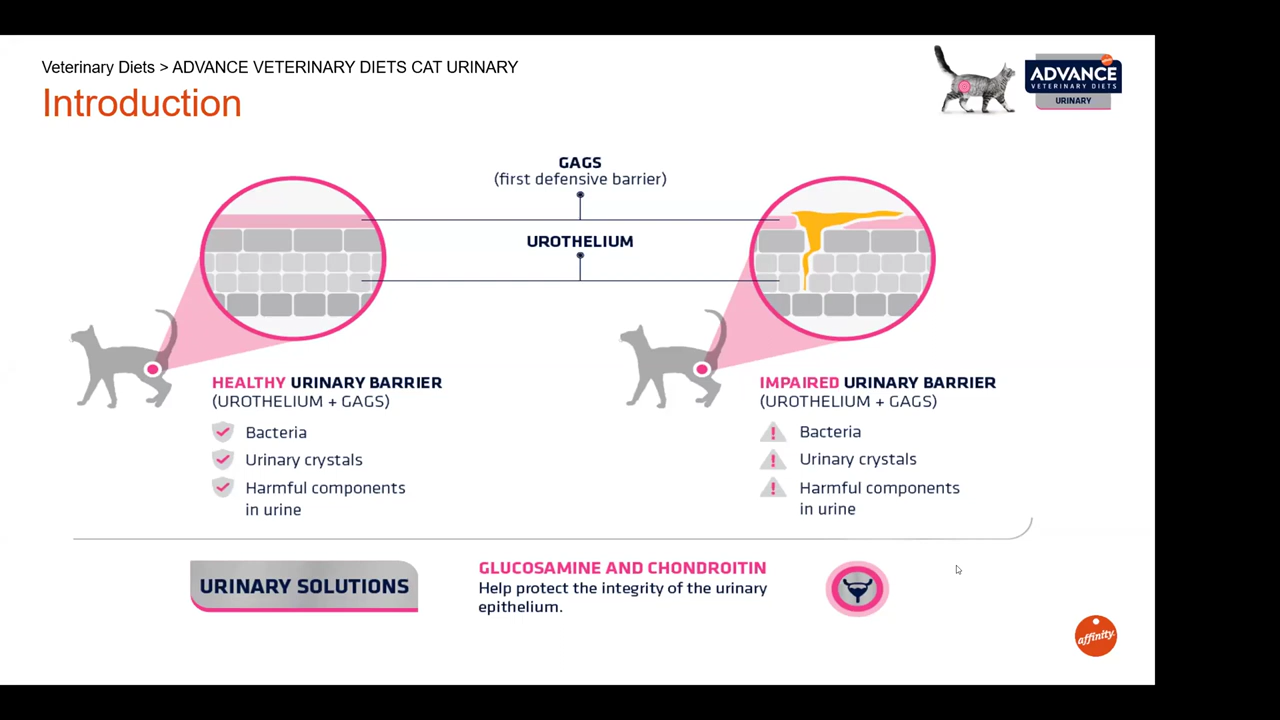 Veterinary Diets > ADVANCE VETERINARY DIETS CAT URINARY
Introduction
ADVANCE
VETERINARY DIETS
URINARY
GAGS
(first defensive barrier)
UROTHELIUM
HEALTHY URINARY BARRIER
(UROTHELIUM + GAGS)
Bacteria
Urinary crystals
Harmful components
in urine
IMPAIRED URINARY BARRIER
(UROTHELIUM + GAGS)
Bacteria
Urinary crystals
Harmful components
in urine
URINARY SOLUTIONS
GLUCOSAMINE AND CHONDROITIN
Help protect the integrity of the urinary
epithelium.
affinity